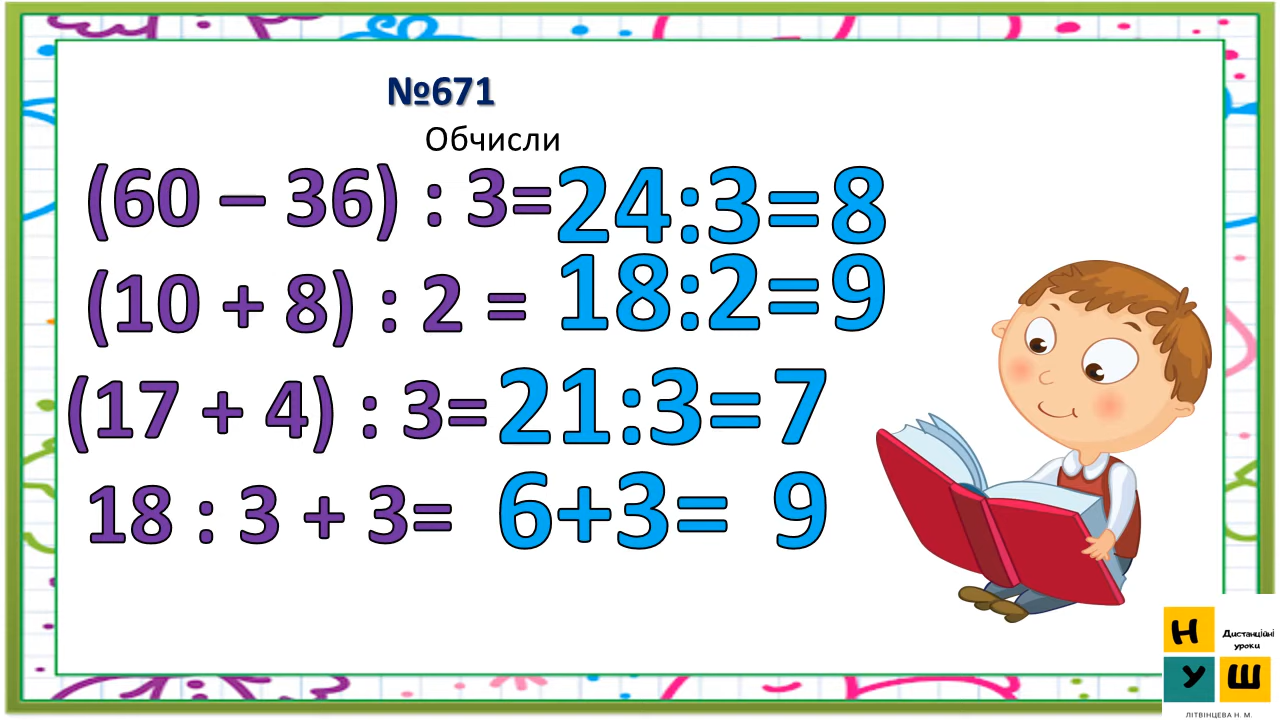 №671
Обчисли
(60 – 36) : 3=24:3=8
(10 + 8) : 2 = 18:2=9
(17 + 4) : 3=21:3=7
18 : 3 + 3= 6+3= 9
Н Дистанційні
уроки
У Ш
ЛІТВІНЦЕВА Н. М.